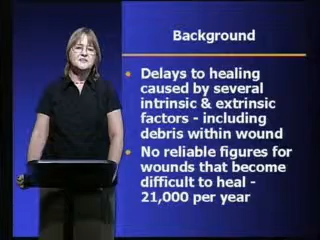 Background
Delays to healing
caused by several
intrinsic & extrinsic
factors - including
debris within wound
No reliable figures for
wounds that become
difficult to heal -
21,000 per year